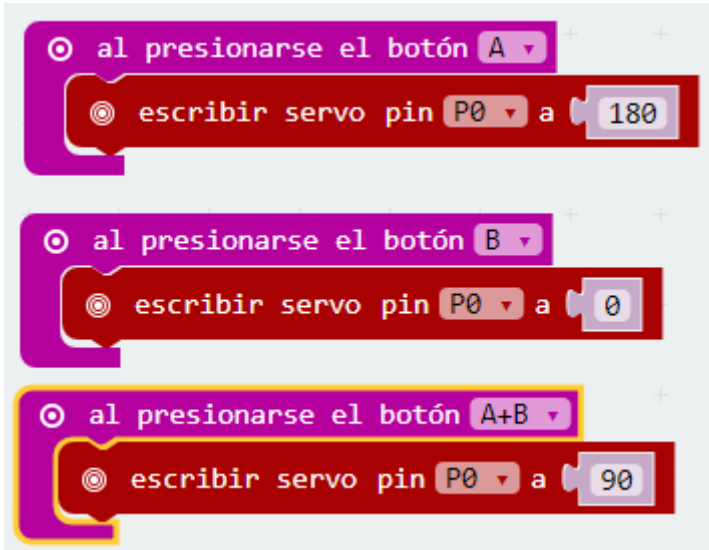 al presionarse el botón A
escribir servo pin P0 a 180
al presionarse el botón B
escribir servo pin P0 a 0
al presionarse el botón A+B
escribir servo pin P0 a 90